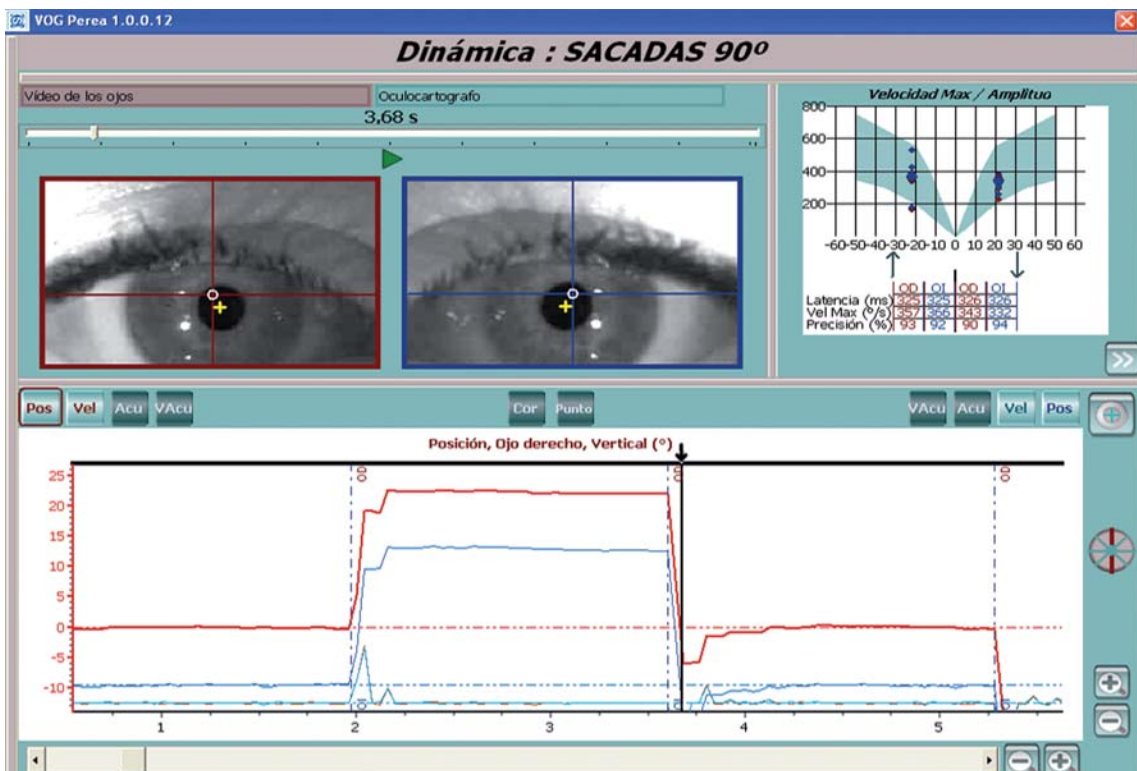 VOG Perea 1.0.0.12
Dinámica : SACADAS 90º
Vídeo de los ojos
Oculocartografo
3,68 s
Velocidad Max / Amplituo
800
600
400
200
-60-50-40-30-20-10 0 10 20 30 40 50 60
OD OI OD OI
Latencia (ms) 325 325 326 326
Vel Max (º/s) 357 366 343 332
Precisión (%) 93 92 90 94
>>
Pos Vel Acu VAcu Cor Punto VAcu Acu Vel Pos
Posición, Ojo derecho, Vertical (°)
25
20
15
10
5
0
-5
-10
OD OD OD
1 2 3 4 5